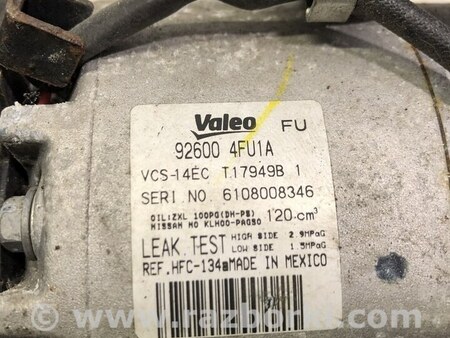 Valeo FU
92600 4FU1A
VCS-14EC T17949B 1
SERI.NO. 6108008346
OIL:ZXL 100PG(DH-PS) 120 cm³
NISSAN NO KLH00-PAGS0
LEAK TEST HIGH SIDE 2.9MPaG
LOW SIDE 1.5MPaG
REF.HFC-134a MADE IN MEXICO
www.razborka.com